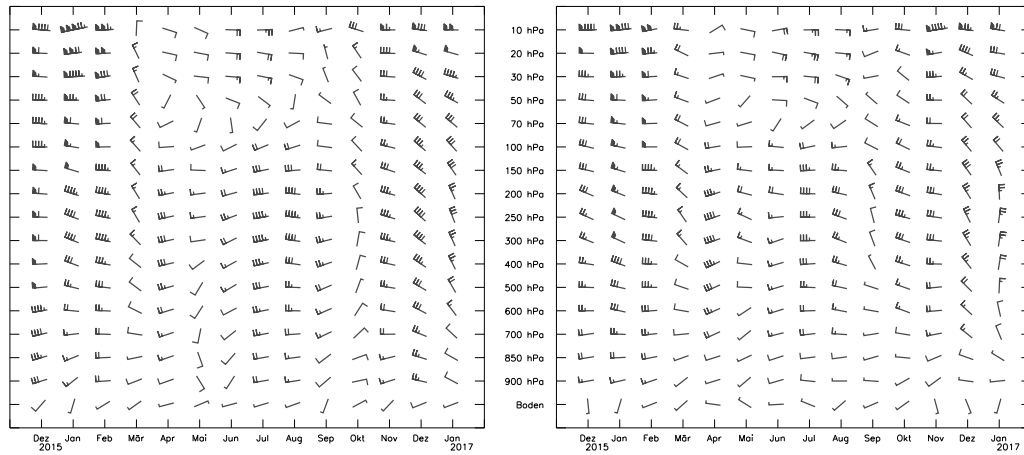 10 hPa
20 hPa
30 hPa
50 hPa
70 hPa
100 hPa
150 hPa
200 hPa
250 hPa
300 hPa
400 hPa
500 hPa
600 hPa
700 hPa
850 hPa
900 hPa
Boden
Dez Jan Feb Mär Apr Mai Jun Jul Aug Sep Okt Nov Dez Jan
2015 2017
Dez Jan Feb Mär Apr Mai Jun Jul Aug Sep Okt Nov Dez Jan
2015 2017